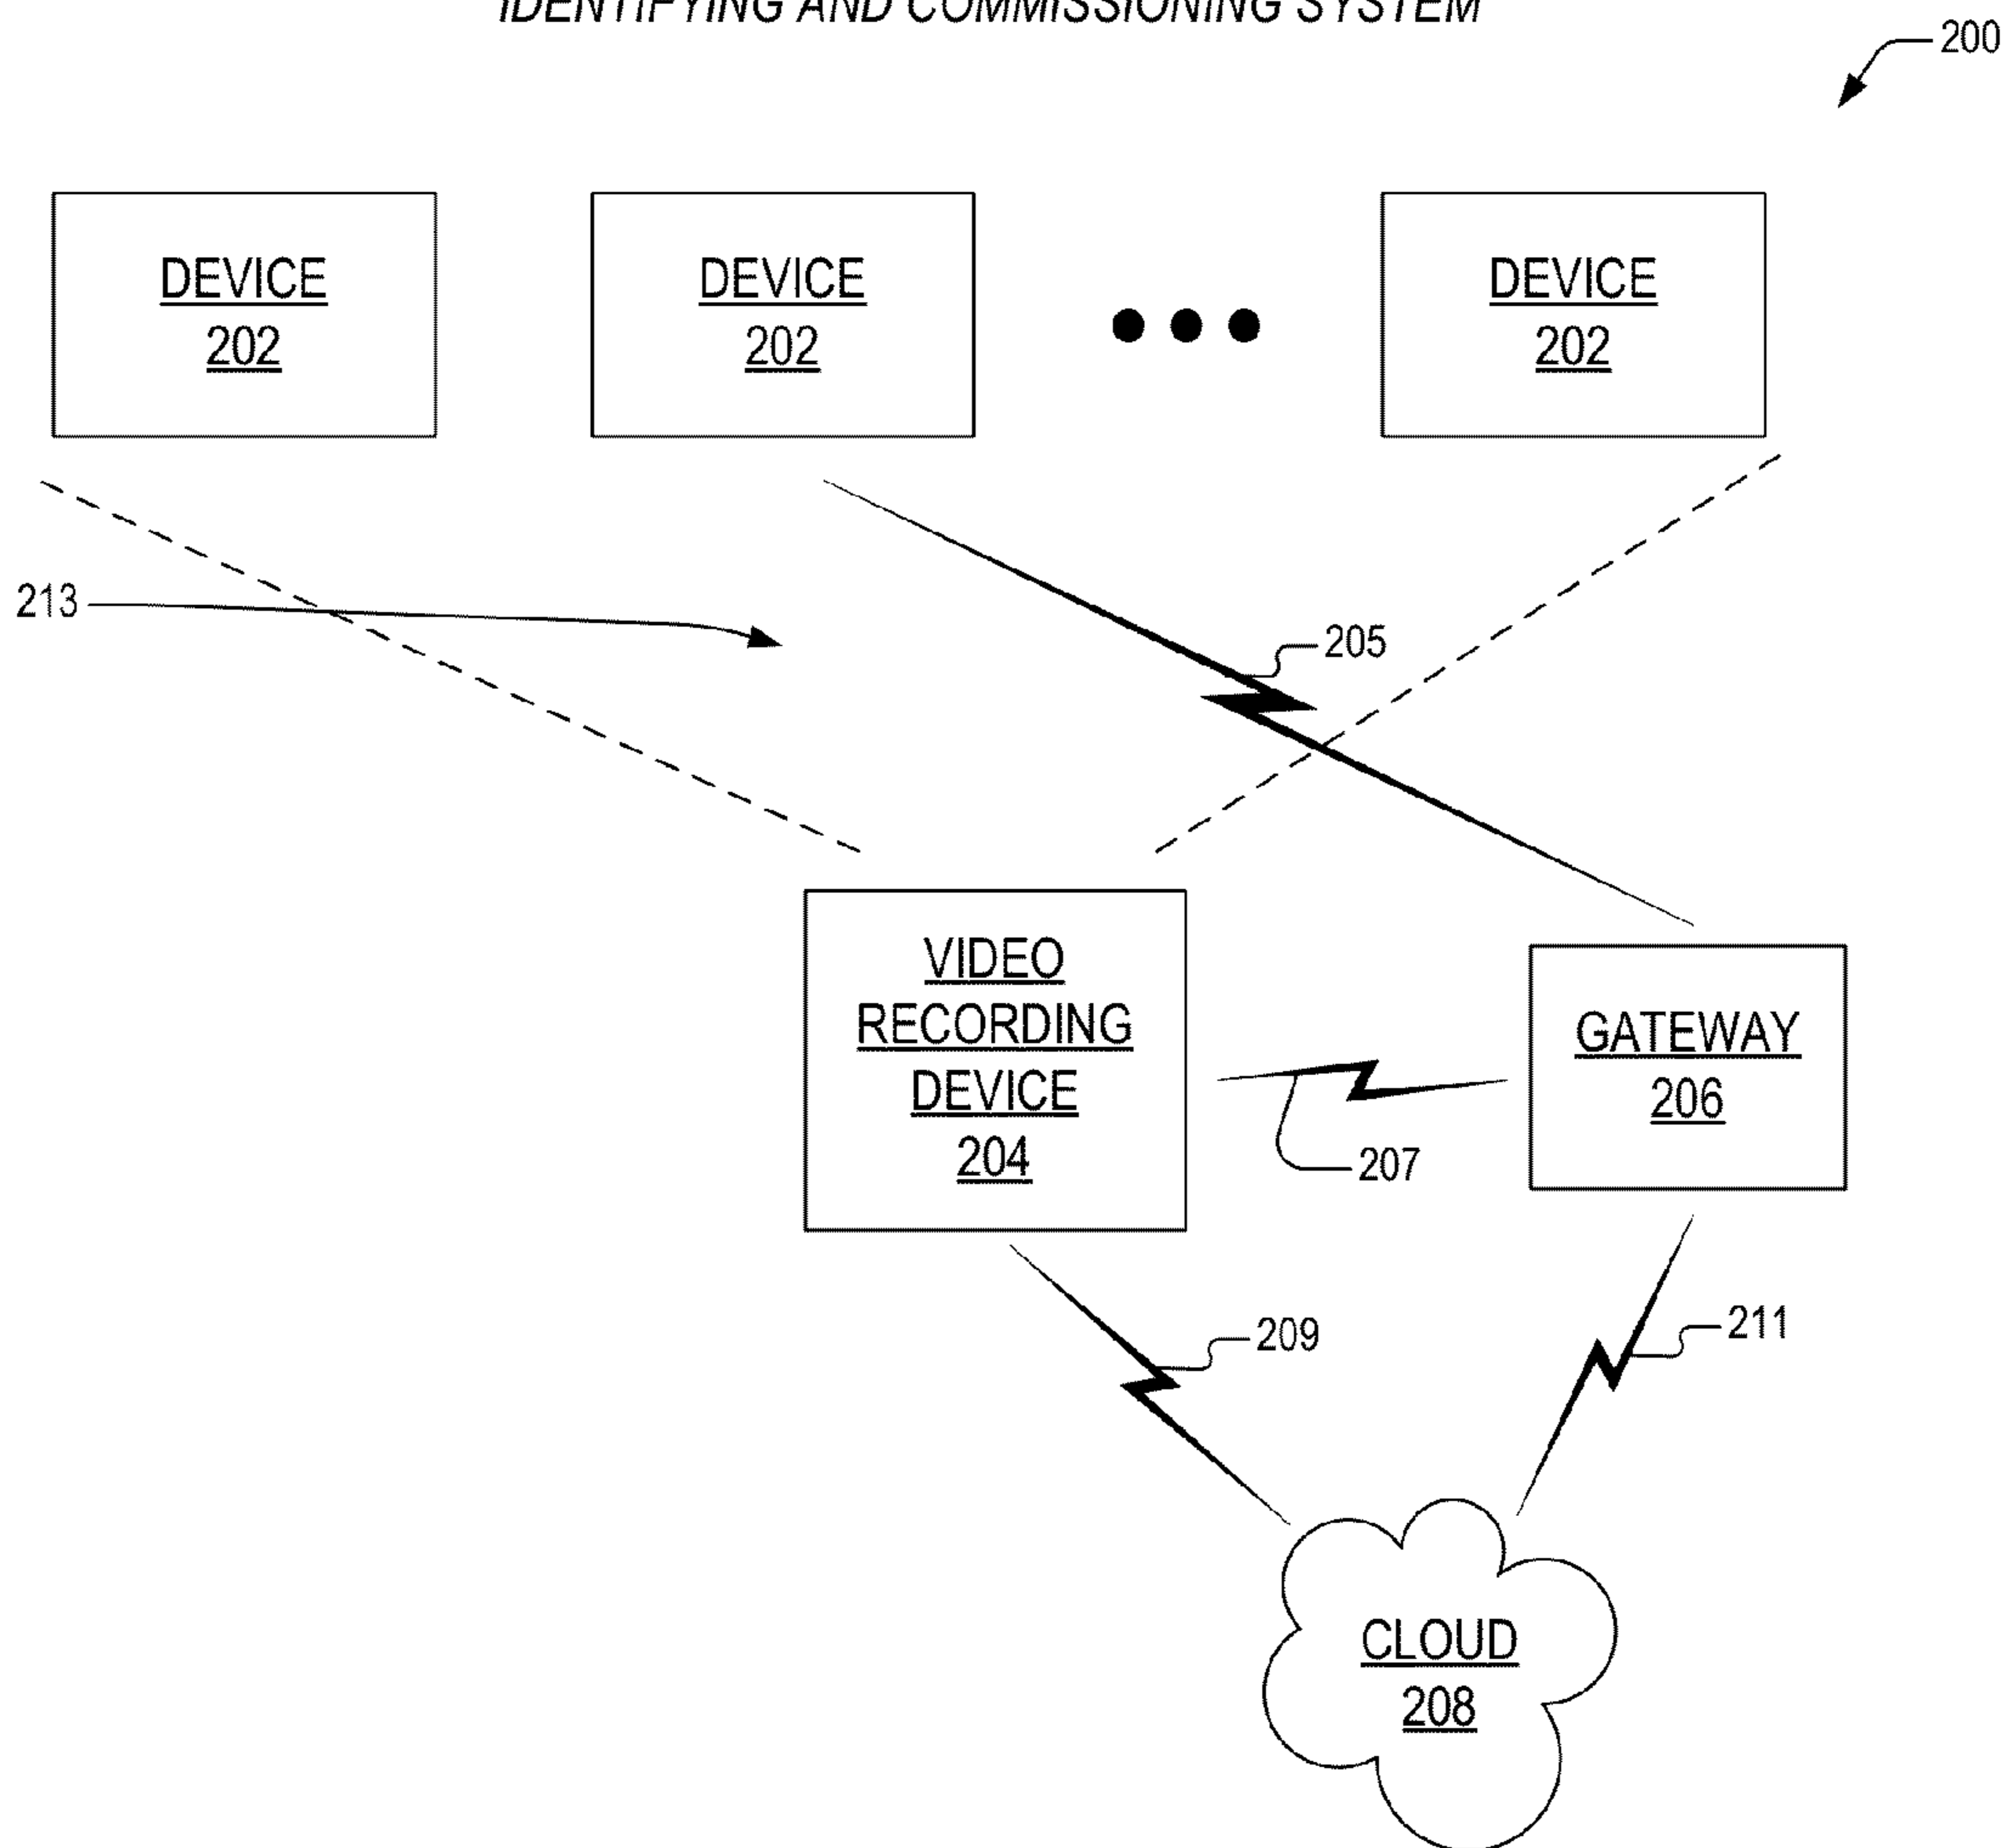 IDENTIFYING AND COMMISSIONING SYSTEM
200
DEVICE
202
DEVICE
202
DEVICE
202
213
205
VIDEO
RECORDING
DEVICE
204
GATEWAY
206
207
209
211
CLOUD
208